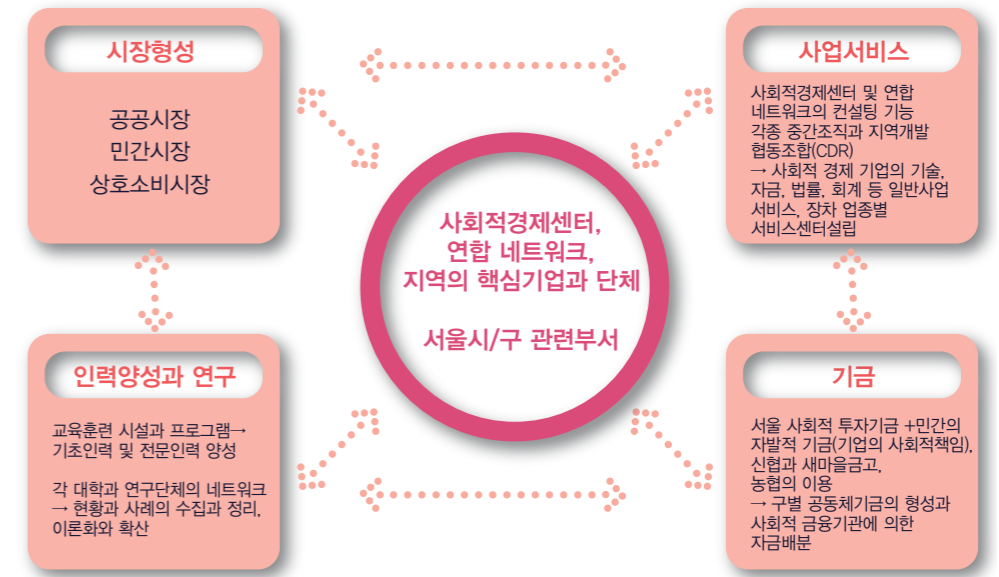 시장형성
공공시장
민간시장
상호소비시장
사업서비스
사회적경제센터 및 연합
네트워크의 컨설팅 기능
각종 중간조직과 지역개발
협동조합(CDR)
→ 사회적 경제 기업의 기술,
자금, 법률, 회계 등 일반사업
서비스, 장차 업종별
서비스센터설립
사회적경제센터,
연합 네트워크,
지역의 핵심기업과 단체
서울시/구 관련부서
인력양성과 연구
교육훈련 시설과 프로그램→
기초인력 및 전문인력 양성
각 대학과 연구단체의 네트워크
→ 현황과 사례의 수집과 정리,
이론화와 확산
기금
서울 사회적 투자기금 +민간의
자발적 기금(기업의 사회적책임),
신협과 새마을금고,
농협의 이용
→ 구별 공동체기금의 형성과
사회적 금융기관에 의한
자금배분